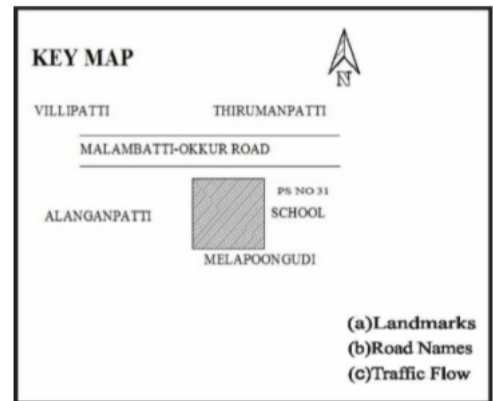 KEY MAP
N
VILLIPATTI THIRUMANPATTI
MALAMBATTI-OKKUR ROAD
PS NO 31
ALANGANPATTI SCHOOL
MELAPOONGUDI
(a)Landmarks
(b)Road Names
(c)Traffic Flow